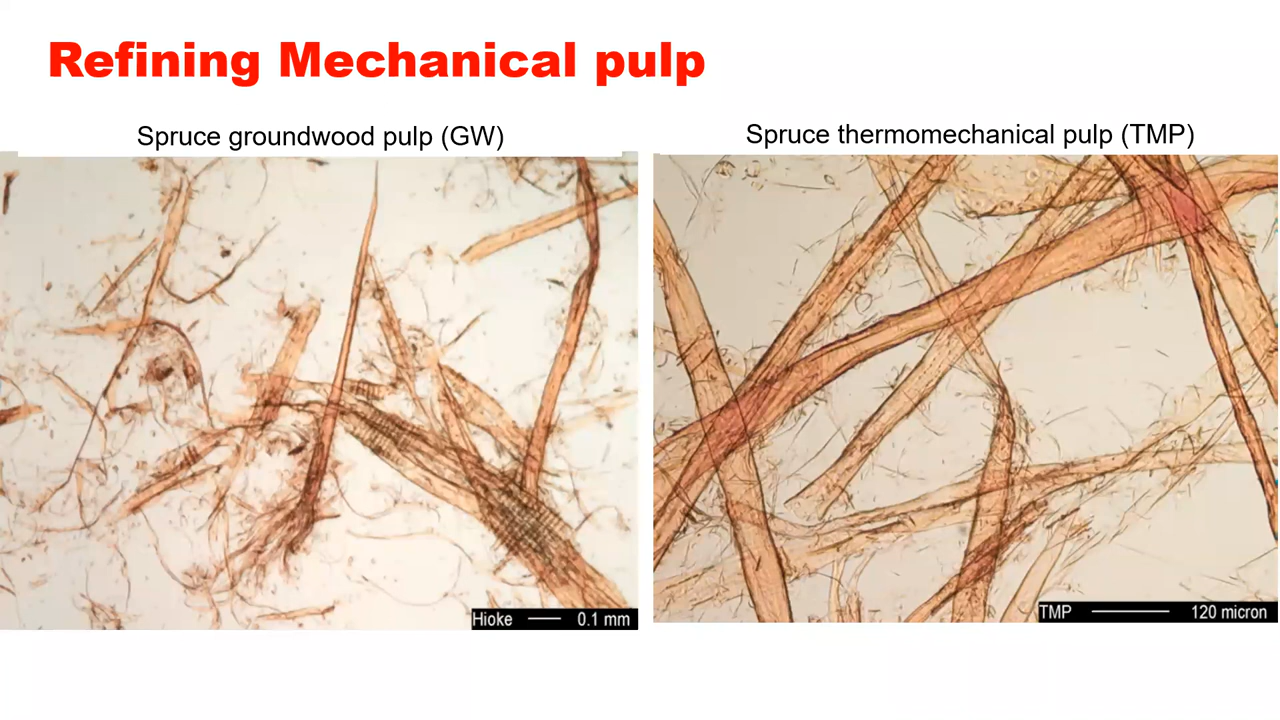 Refining Mechanical pulp
Spruce groundwood pulp (GW)
Spruce thermomechanical pulp (TMP)
Hioke 0.1 mm
TMP 120 micron